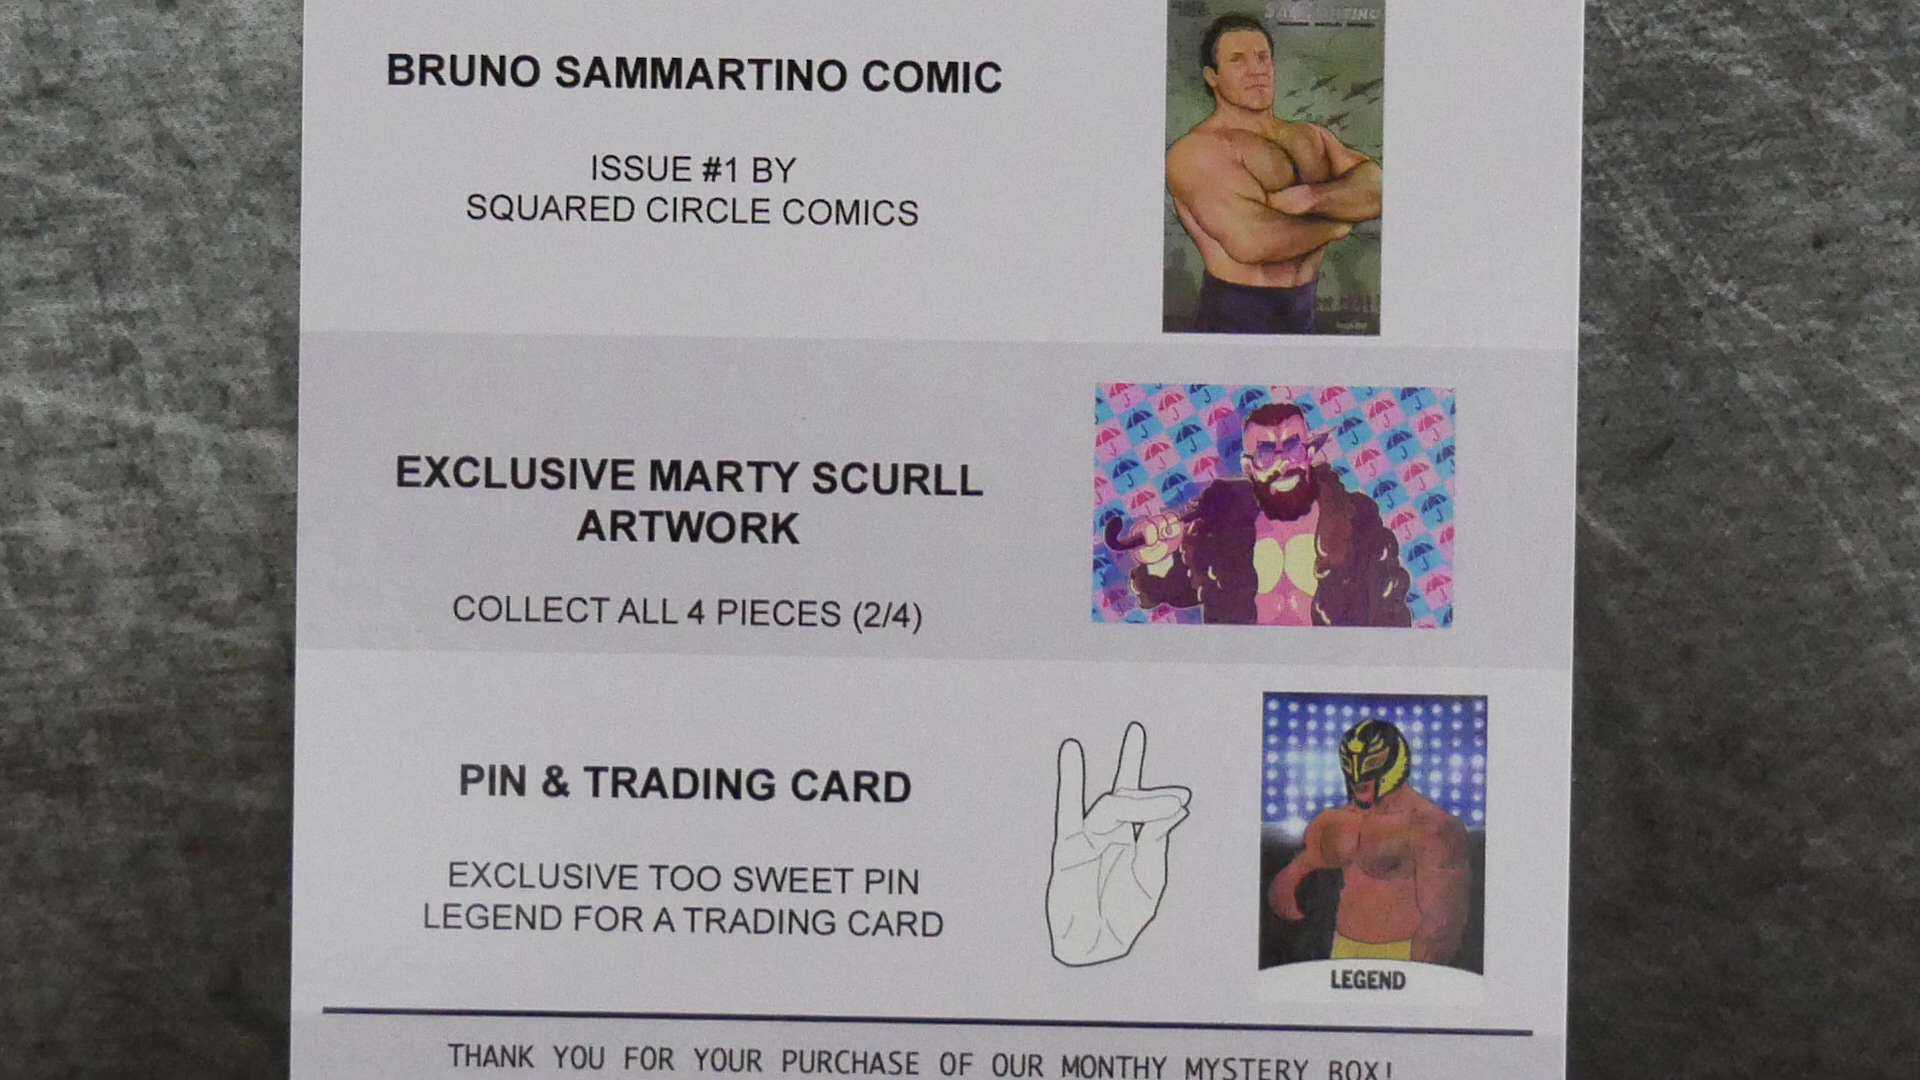 BRUNO SAMMARTINO COMIC
ISSUE #1 BY
SQUARED CIRCLE COMICS
SAMMARTINO
EXCLUSIVE MARTY SCURLL
ARTWORK
COLLECT ALL 4 PIECES (2/4)
PIN & TRADING CARD
EXCLUSIVE TOO SWEET PIN
LEGEND FOR A TRADING CARD
LEGEND
THANK YOU FOR YOUR PURCHASE OF OUR MONTHY MYSTERY BOX!